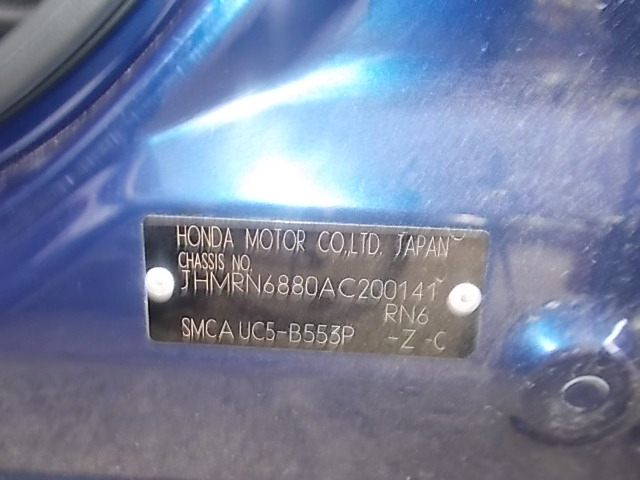 HONDA MOTOR CO.,LTD. JAPAN
CHASSIS NO.
JHMRN6880AC200141
RN6
SMCA UC5-B553P -Z -C